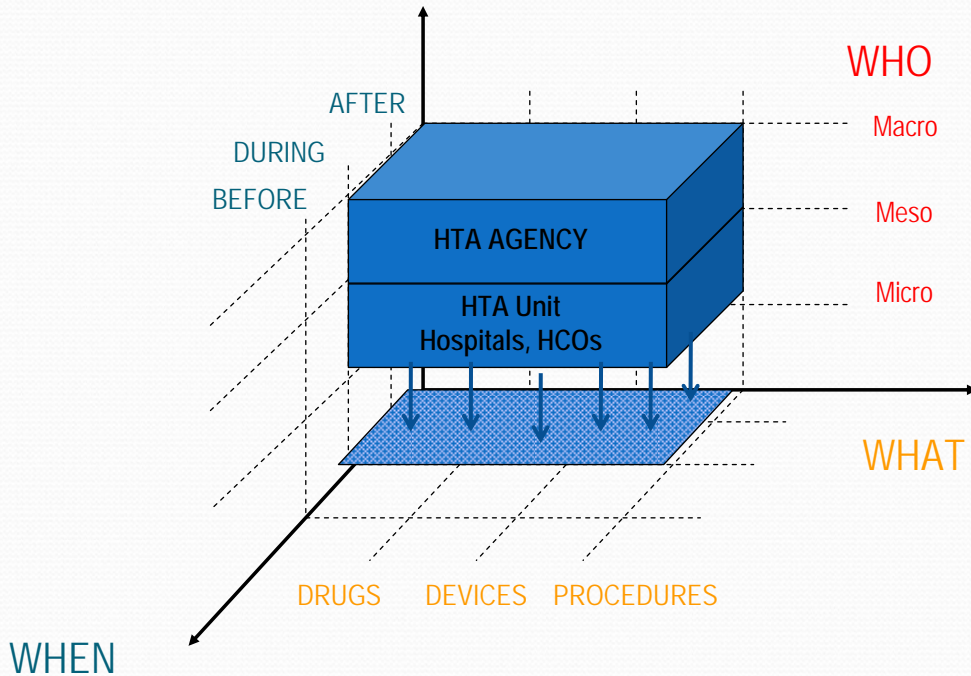 WHO
AFTER
Macro
DURING
BEFORE
Meso
HTA AGENCY
Micro
HTA Unit
Hospitals, HCOs
WHAT
DRUGS DEVICES PROCEDURES
WHEN